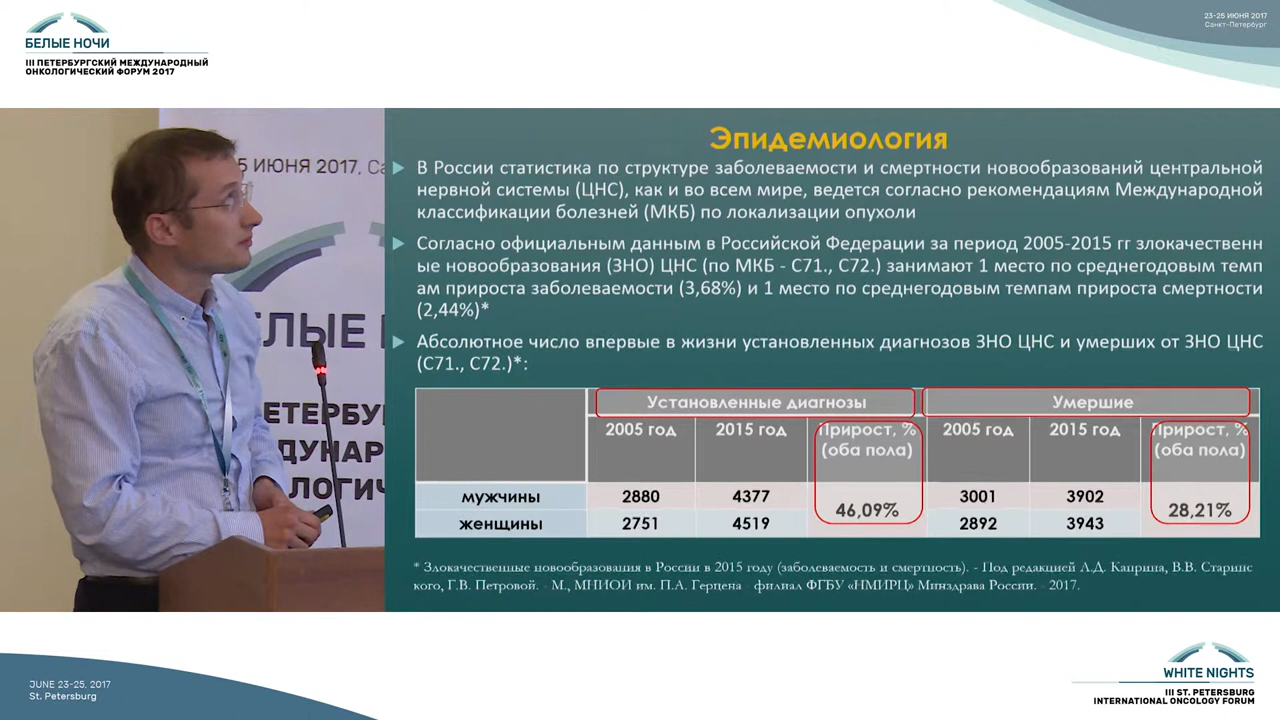 БЕЛЫЕ НОЧИ
III ПЕТЕРБУРГСКИЙ МЕЖДУНАРОДНЫЙ
ОНКОЛОГИЧЕСКИЙ ФОРУМ 2017
23-25 ИЮНЯ 2017
Санкт-Петербург
5 ИЮНЯ 2017, Са
ЕЛЫЕ
ЕТЕРБУ
ДУНАР
ЛОГИЧ
Эпидемиология
В России статистика по структуре заболеваемости и смертности новообразований центральной
нервной системы (ЦНС), как и во всем мире, ведется согласно рекомендациям Международной
классификации болезней (МКБ) по локализации опухоли
Согласно официальным данным в Российской Федерации за период 2005-2015 гг злокачественн
ые новообразования (ЗНО) ЦНС (по МКБ - С71., С72.) занимают 1 место по среднегодовым темп
ам прироста заболеваемости (3,68%) и 1 место по среднегодовым темпам прироста смертности
(2,44%)*
Абсолютное число впервые в жизни установленных диагнозов ЗНО ЦНС и умерших от ЗНО ЦНС
(С71., С72.)*:
Установленные диагнозы Умершие
2005 год 2015 год Прирост, % (оба пола) 2005 год 2015 год Прирост, % (оба пола)
мужчины 2880 4377 46,09% 3001 3902 28,21%
женщины 2751 4519 2892 3943
* Злокачественные новообразования в России в 2015 году (заболеваемость и смертность). - Под редакцией А.Д. Каприна, В.В. Старинс
кого, Г.В. Петровой. - М., МНИОИ им. П.А. Герцена - филиал ФГБУ «НМИРЦ» Минздрава России. - 2017.
JUNE 23-25, 2017
St. Petersburg
WHITE NIGHTS
III ST. PETERSBURG
INTERNATIONAL ONCOLOGY FORUM